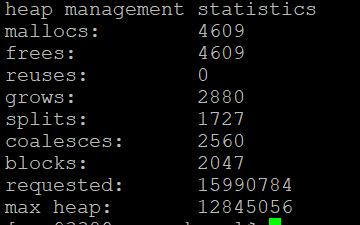 heap management statistics
mallocs: 4609
frees: 4609
reuses: 0
grows: 2880
splits: 1727
coalesces: 2560
blocks: 2047
requested: 15990784
max heap: 12845056